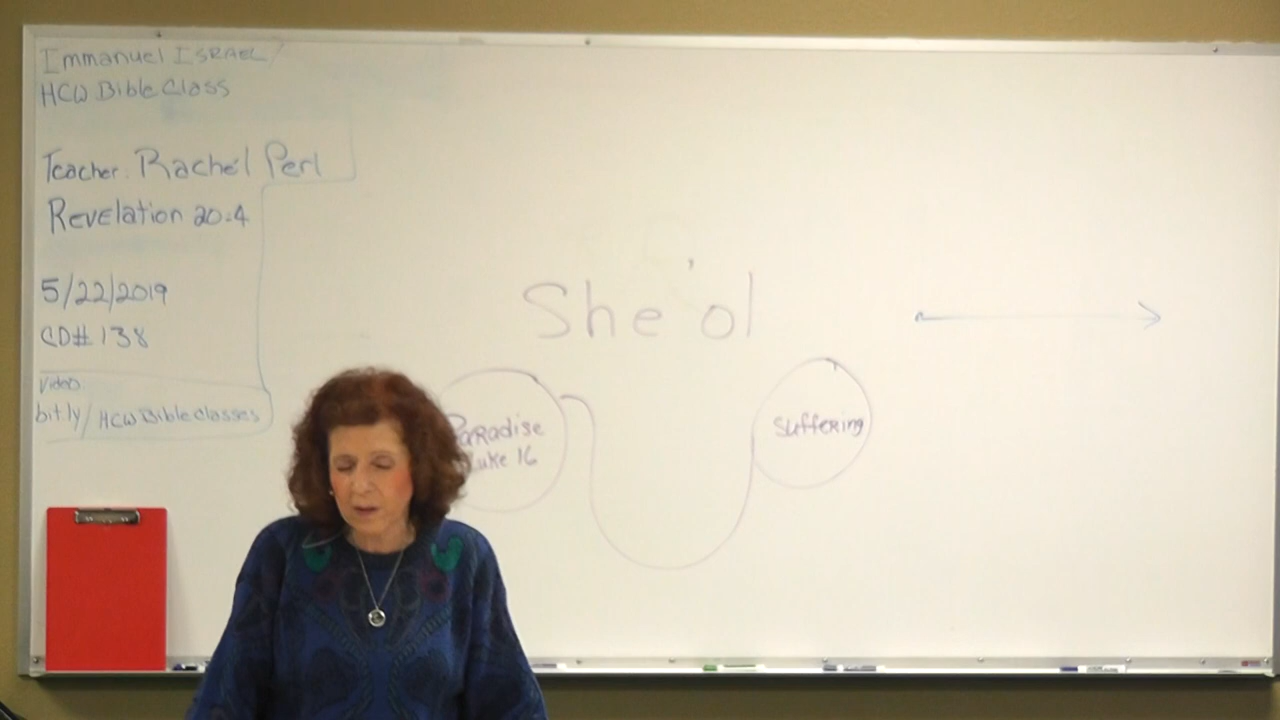 Immanuel ISRAEL/
HCW Bible Class
Teacher: Rache'l Perl
Revelation 20:4
5/22/2019
CD# 138
Video
bit.ly/HCWBibleclasses
She'ol
Paradise
Luke 16
Suffering